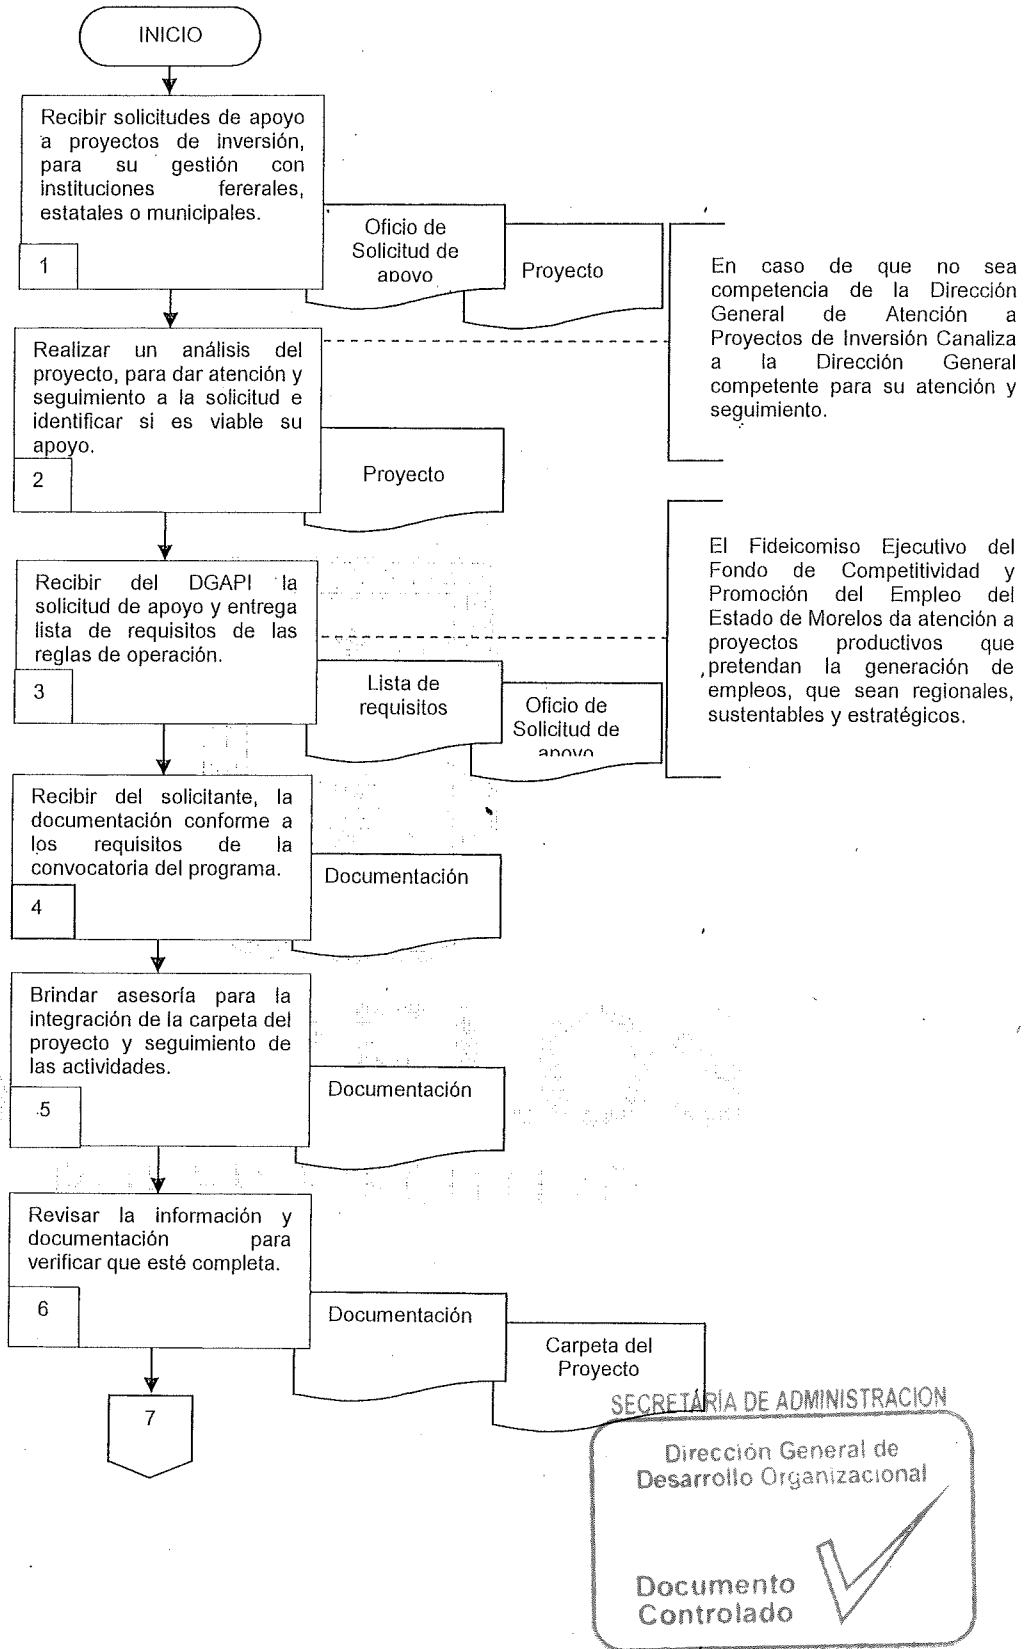 INICIO
Recibir solicitudes de apoyo
a proyectos de inversión,
para su gestión con
instituciones fererales,
estatales o municipales.
1
Oficio de
Solicitud de
apoyo
Proyecto
En caso de que no sea
competencia de la Dirección
General de Atención a
Proyectos de Inversión Canaliza
a la Dirección General
competente para su atención y
seguimiento.
Realizar un análisis del
proyecto, para dar atención y
seguimiento a la solicitud e
identificar si es viable su
apoyo.
2
Proyecto
El Fideicomiso Ejecutivo del
Fondo de Competitividad y
Promoción del Empleo del
Estado de Morelos da atención a
proyectos productivos que
pretendan la generación de
empleos, que sean regionales,
sustentables y estratégicos.
Recibir del DGAPI la
solicitud de apoyo y entrega
lista de requisitos de las
reglas de operación.
3
Lista de
requisitos
Oficio de
Solicitud de
apoyo
Recibir del solicitante, la
documentación conforme a
los requisitos de la
convocatoria del programa.
4
Documentación
Brindar asesoría para la
integración de la carpeta del
proyecto y seguimiento de
las actividades.
5
Documentación
Revisar la información y
documentación para
verificar que esté completa.
6
Documentación
Carpeta del
Proyecto
7
SECRETARÍA DE ADMINISTRACION
Dirección General de
Desarrollo Organizacional
Documento
Controlado